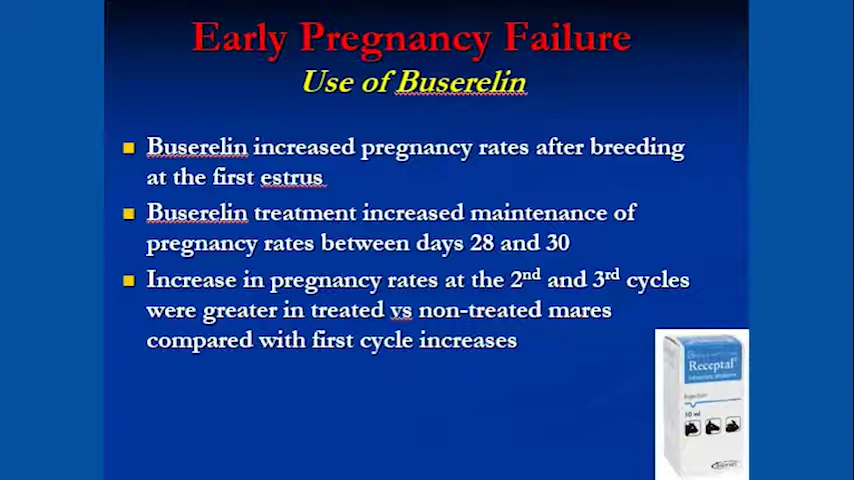 Early Pregnancy Failure
Use of Buserelin
Buserelin increased pregnancy rates after breeding
at the first estrus
Buserelin treatment increased maintenance of
pregnancy rates between days 28 and 30
Increase in pregnancy rates at the 2nd and 3rd cycles
were greater in treated vs non-treated mares
compared with first cycle increases
Receptal®
10 ml